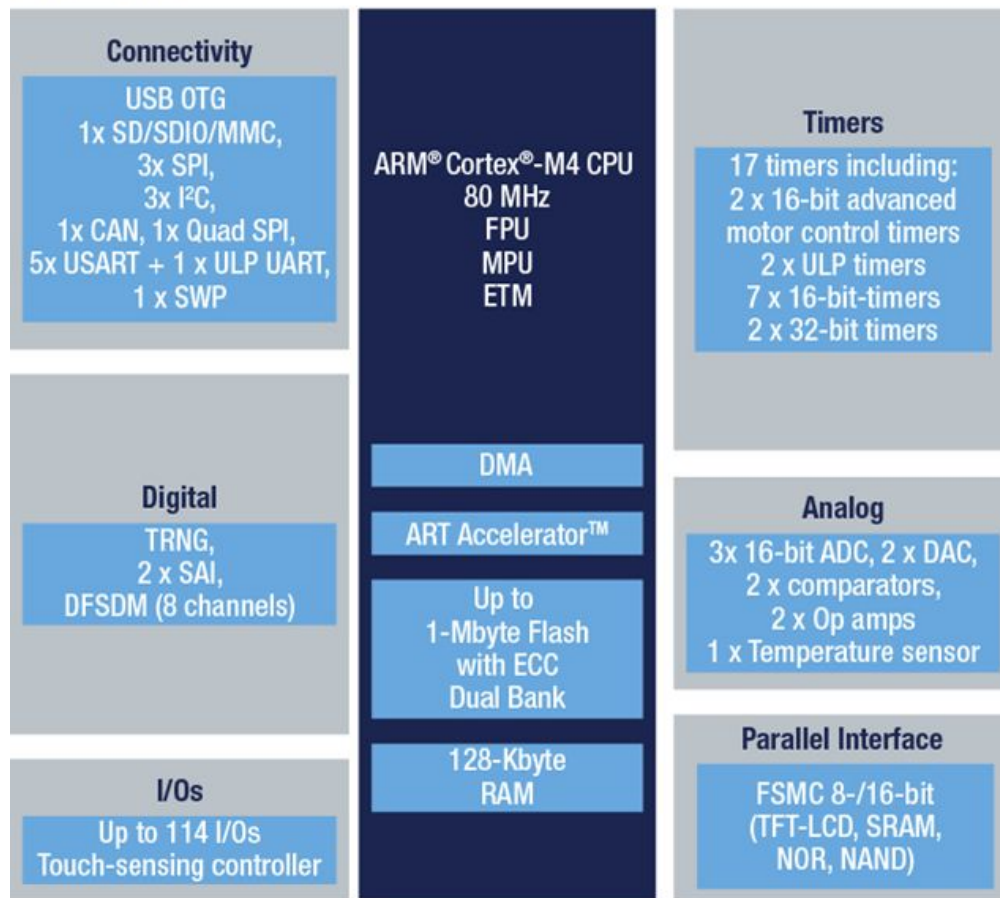 Connectivity
USB OTG
1x SD/SDIO/MMC,
3x SPI,
3x I²C,
1x CAN, 1x Quad SPI,
5x USART + 1 x ULP UART,
1 x SWP
Digital
TRNG,
2 x SAI,
DFSDM (8 channels)
I/Os
Up to 114 I/Os
Touch-sensing controller
ARM® Cortex®-M4 CPU
80 MHz
FPU
MPU
ETM
DMA
ART Accelerator™
Up to
1-Mbyte Flash
with ECC
Dual Bank
128-Kbyte
RAM
Timers
17 timers including:
2 x 16-bit advanced
motor control timers
2 x ULP timers
7 x 16-bit-timers
2 x 32-bit timers
Analog
3x 16-bit ADC, 2 x DAC,
2 x comparators,
2 x Op amps
1 x Temperature sensor
Parallel Interface
FSMC 8-/16-bit
(TFT-LCD, SRAM,
NOR, NAND)